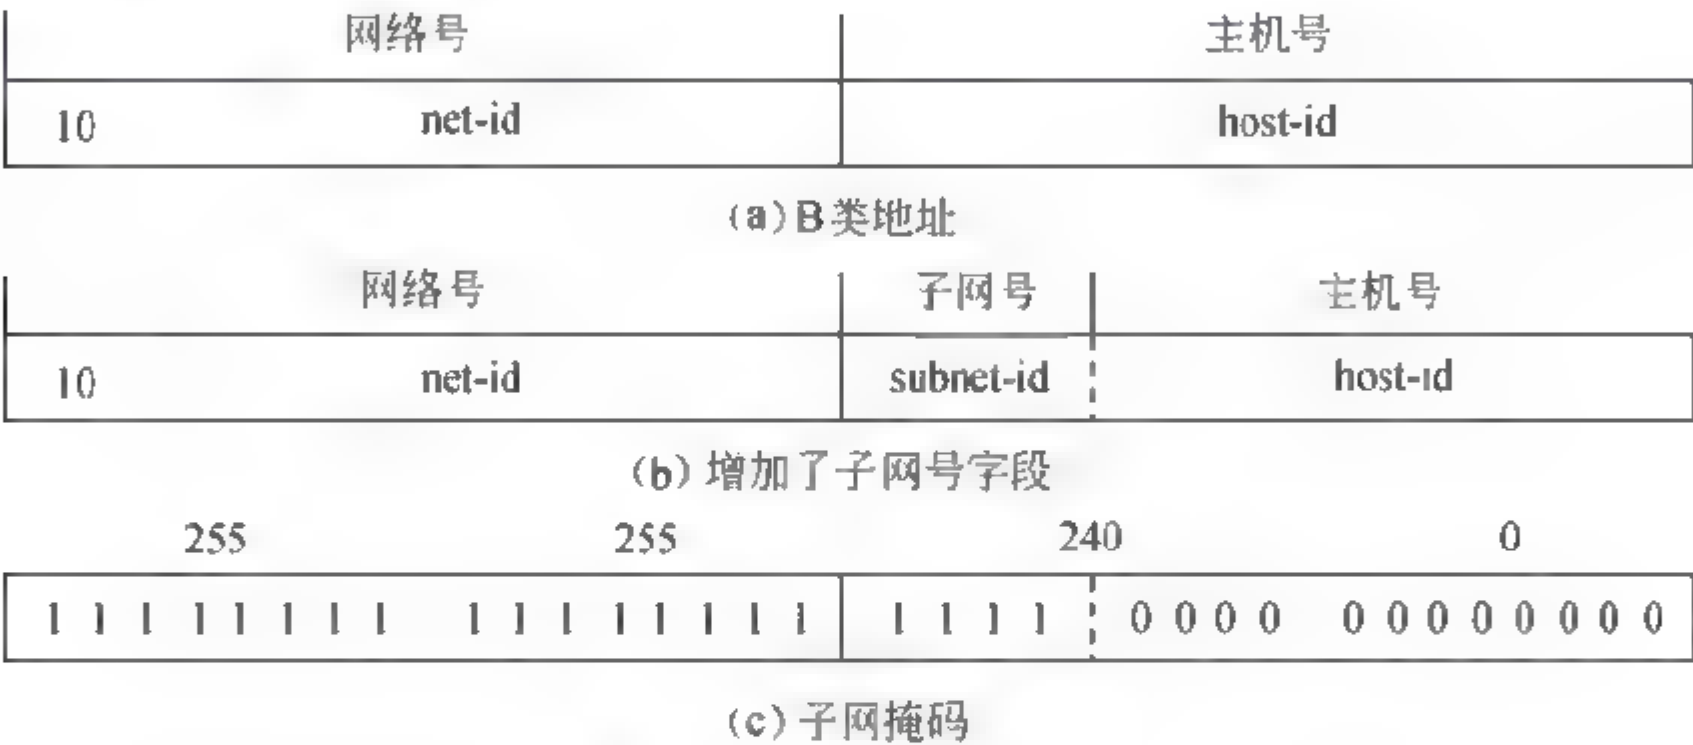 网络号 主机号
10 net-id host-id
(a)B类地址
网络号 子网号 主机号
10 net-id subnet-id host-id
(b)增加了子网号字段
255 255 240 0
1 1 1 1 1 1 1 1 1 1 1 1 1 1 1 1 1 1 1 1 0 0 0 0 0 0 0 0 0 0 0 0
(c)子网掩码